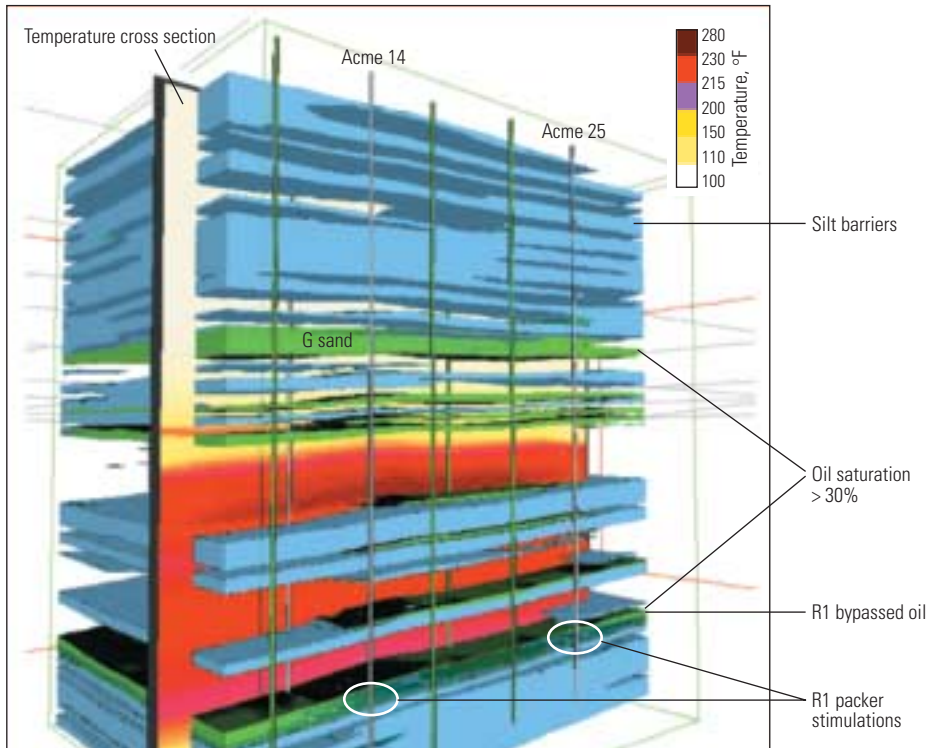 Temperature cross section
Acme 14
Acme 25
280
230
215
200
150
110
100
Temperature, °F
Silt barriers
G sand
Oil saturation
> 30%
R1 bypassed oil
R1 packer
stimulations